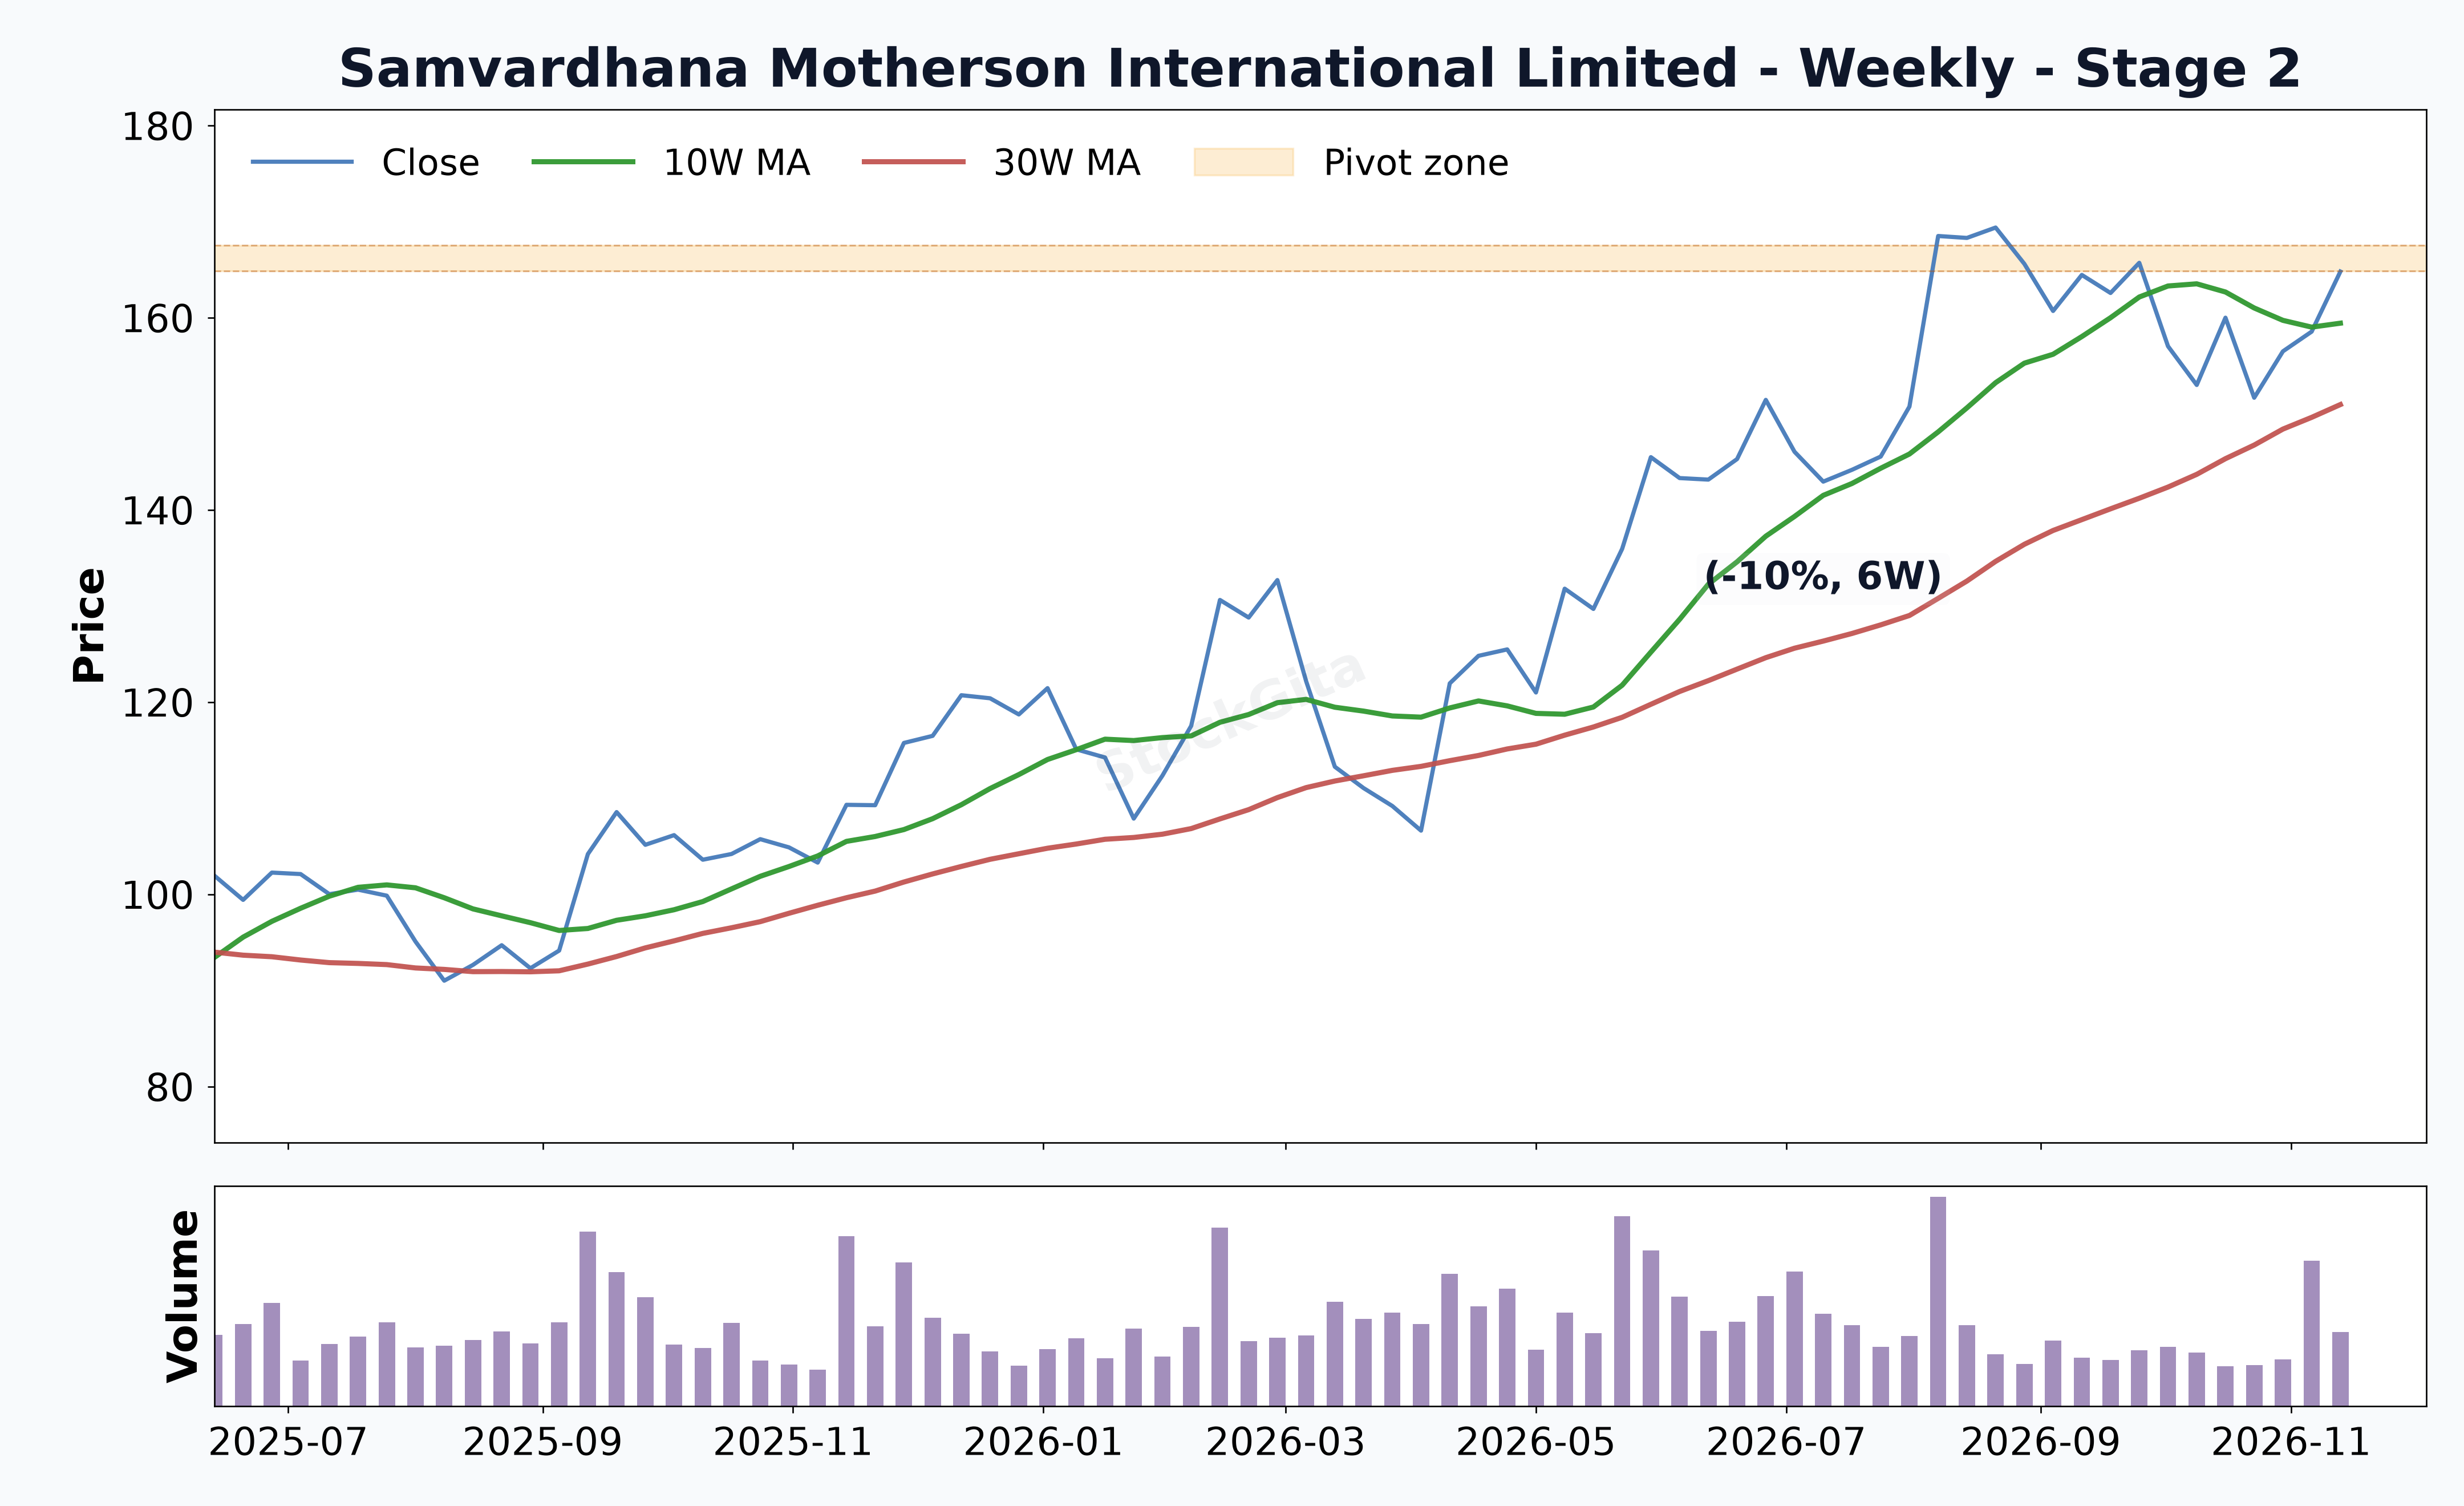 Samvardhana Motherson International Limited - Weekly - Stage 2
Close 10W MA 30W MA Pivot zone
180
160
140
120
100
80
Price
(-10%, 6W)
StockGita
Volume
2025-07 2025-09 2025-11 2026-01 2026-03 2026-05 2026-07 2026-09 2026-11